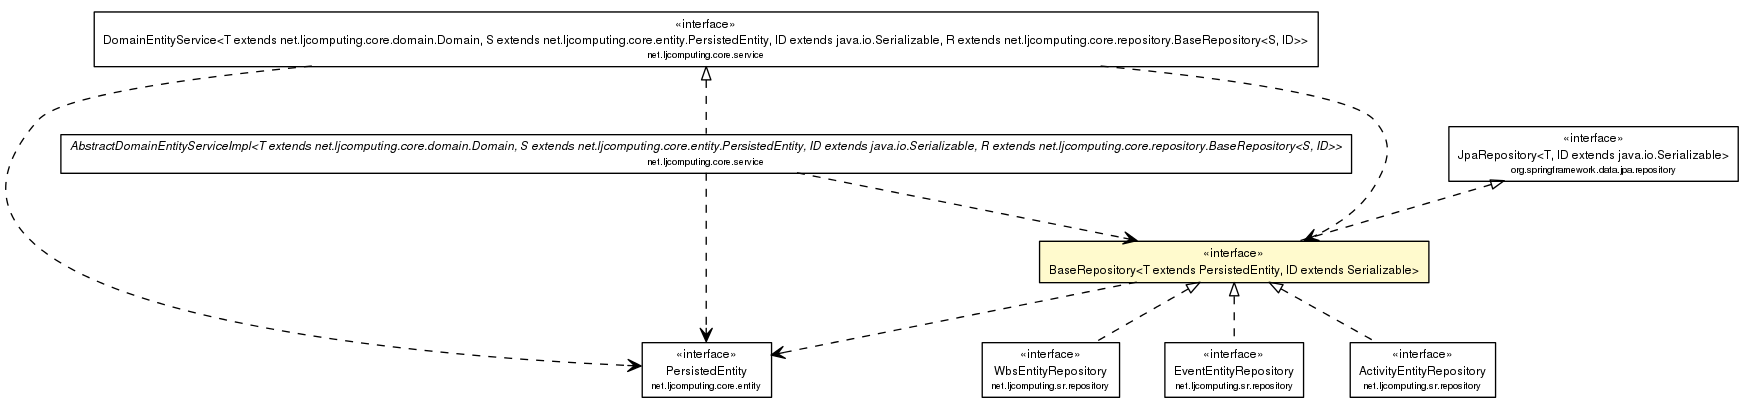 «interface»
DomainEntityService<T extends net.ljcomputing.core.domain.Domain, S extends net.ljcomputing.core.entity.PersistedEntity, ID extends java.io.Serializable, R extends net.ljcomputing.core.repository.BaseRepository<S, ID>>
net.ljcomputing.core.service
AbstractDomainEntityServiceImpl<T extends net.ljcomputing.core.domain.Domain, S extends net.ljcomputing.core.entity.PersistedEntity, ID extends java.io.Serializable, R extends net.ljcomputing.core.repository.BaseRepository<S, ID>>
net.ljcomputing.core.service
«interface»
JpaRepository<T, ID extends java.io.Serializable>
org.springframework.data.jpa.repository
«interface»
BaseRepository<T extends PersistedEntity, ID extends Serializable>
«interface»
PersistedEntity
net.ljcomputing.core.entity
«interface»
WbsEntityRepository
net.ljcomputing.sr.repository
«interface»
EventEntityRepository
net.ljcomputing.sr.repository
«interface»
ActivityEntityRepository
net.ljcomputing.sr.repository